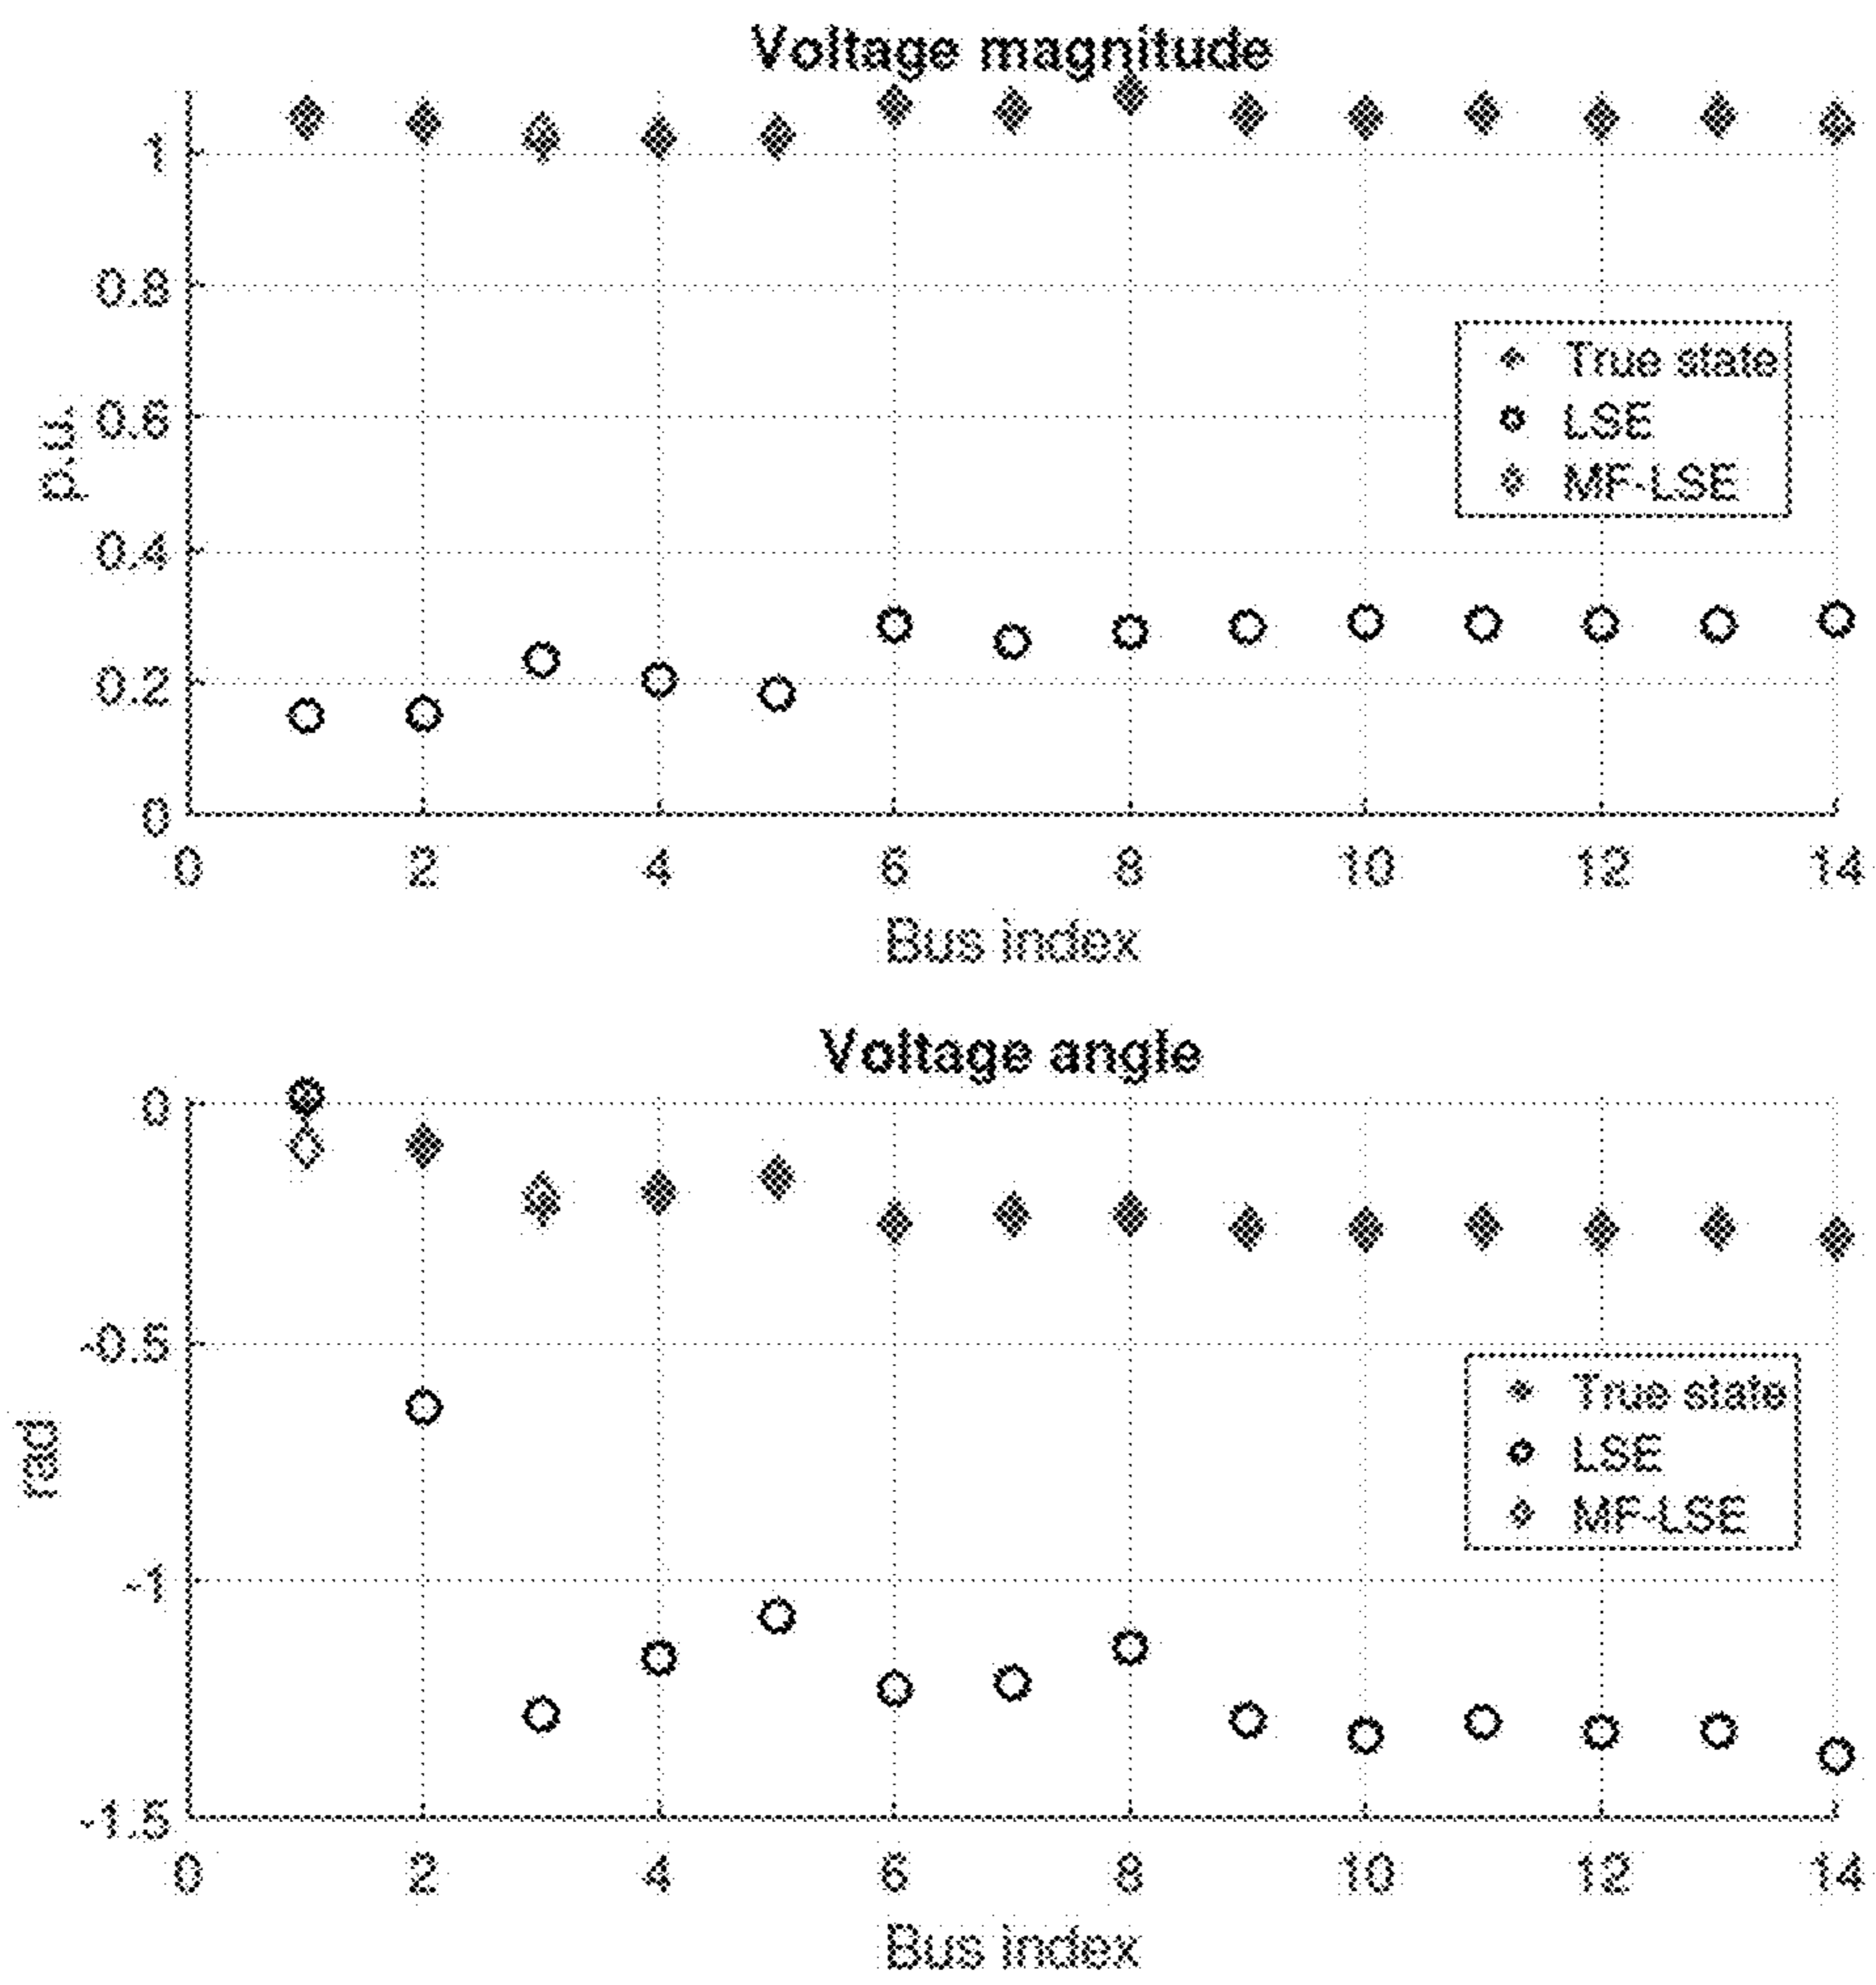 Voltage magnitude
1
0.8
0.6
0.4
0.2
0
p.u.
True state
LSE
MF-LSE
0 2 4 6 8 10 12 14
Bus index
Voltage angle
0
-0.5
-1
-1.5
rad
True state
LSE
MF-LSE
0 2 4 6 8 10 12 14
Bus index